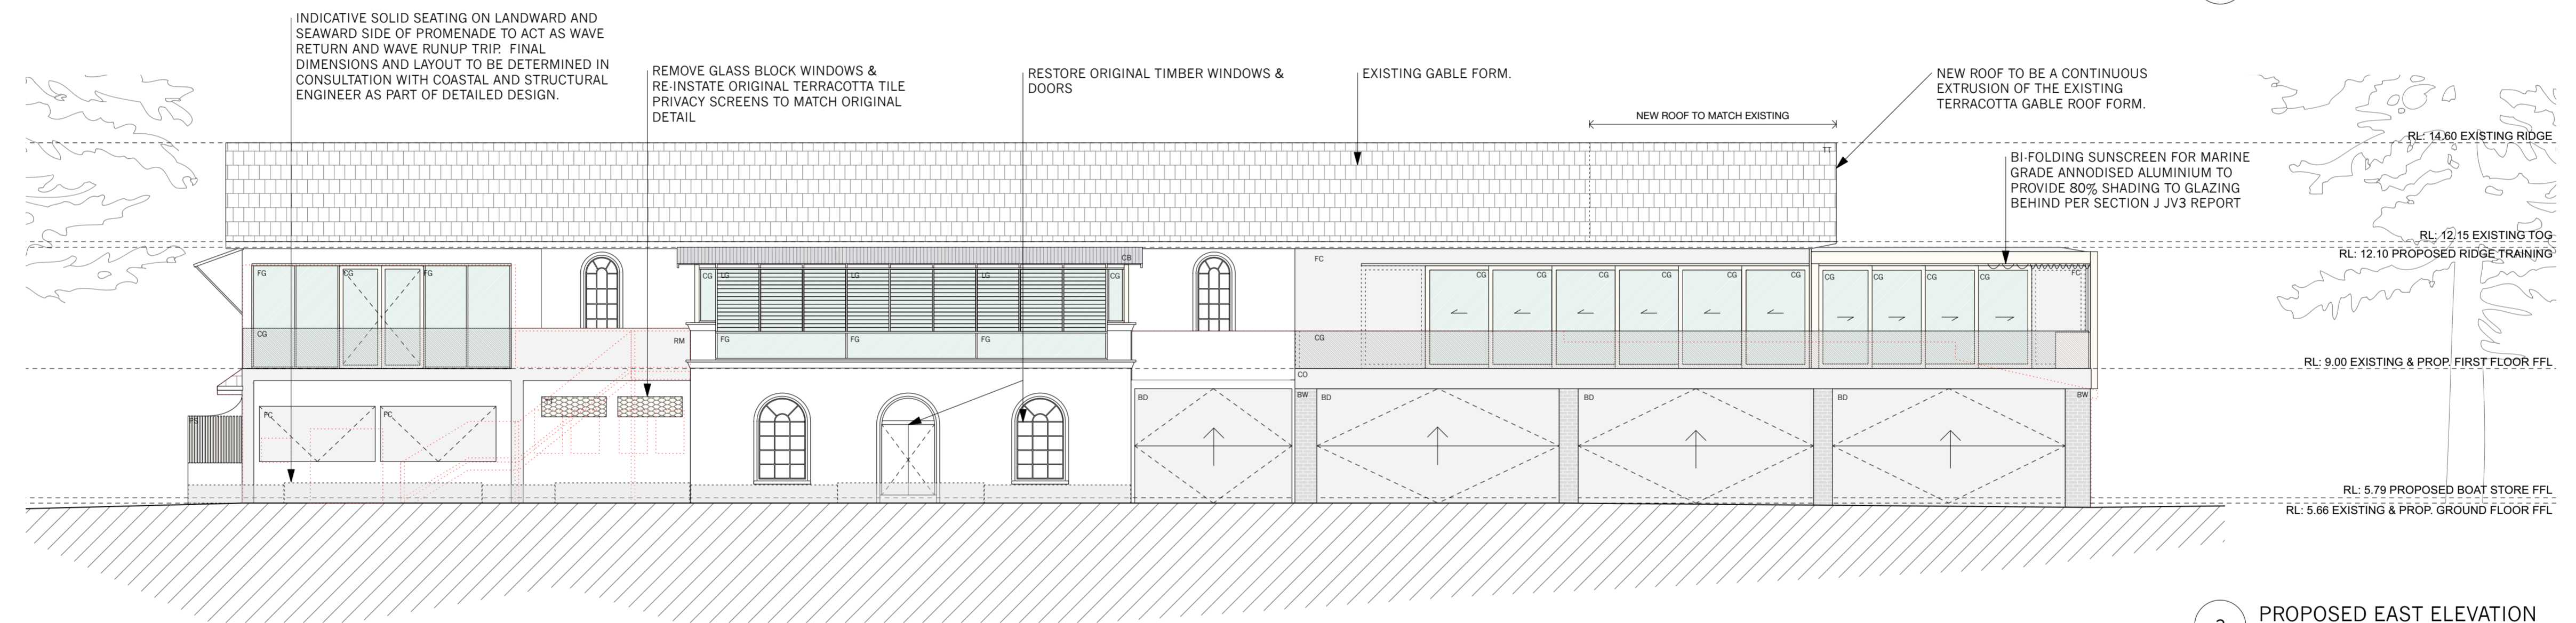 INDICATIVE SOLID SEATING ON LANDWARD AND
SEAWARD SIDE OF PROMENADE TO ACT AS WAVE
RETURN AND WAVE RUNUP TRIP.  FINAL
DIMENSIONS AND LAYOUT TO BE DETERMINED IN
CONSULTATION WITH COASTAL AND STRUCTURAL
ENGINEER AS PART OF DETAILED DESIGN.
REMOVE GLASS BLOCK WINDOWS &
RE-INSTATE ORIGINAL TERRACOTTA TILE
PRIVACY SCREENS TO MATCH ORIGINAL
DETAIL
RESTORE ORIGINAL TIMBER WINDOWS &
DOORS
EXISTING GABLE FORM.
NEW ROOF TO MATCH EXISTING
NEW ROOF TO BE A CONTINUOUS
EXTRUSION OF THE EXISTING
TERRACOTTA GABLE ROOF FORM.
RL: 14.60 EXISTING RIDGE
TT
BI-FOLDING SUNSCREEN FOR MARINE
GRADE ANNODISED ALUMINIUM TO
PROVIDE 80% SHADING TO GLAZING
BEHIND PER SECTION J JV3 REPORT
RL: 12.15 EXISTING TOG
RL: 12.10 PROPOSED RIDGE TRAINING
CB
FC
FG
CG
FG
CG
LG
LG
LG
CG
CG
CG
CG
CG
CG
CG
CG
CG
CG
CG
FC
CG
RM
FG
FG
FG
CG
RL: 9.00 EXISTING & PROP. FIRST FLOOR FFL
CO
BD
BW
BD
BD
BD
BW
TT
FC
FC
PS
RL: 5.79 PROPOSED BOAT STORE FFL
RL: 5.66 EXISTING & PROP. GROUND FLOOR FFL
PROPOSED EAST ELEVATION